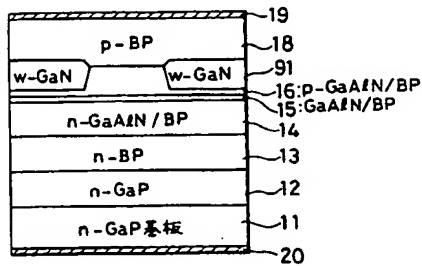 19
p-BP
18
w-GaN
w-GaN
91
16:p-GaAlN/BP
15:GaAlN/BP
n-GaAlN/BP
14
n-BP
13
n-GaP
12
n-GaP基板
11
20